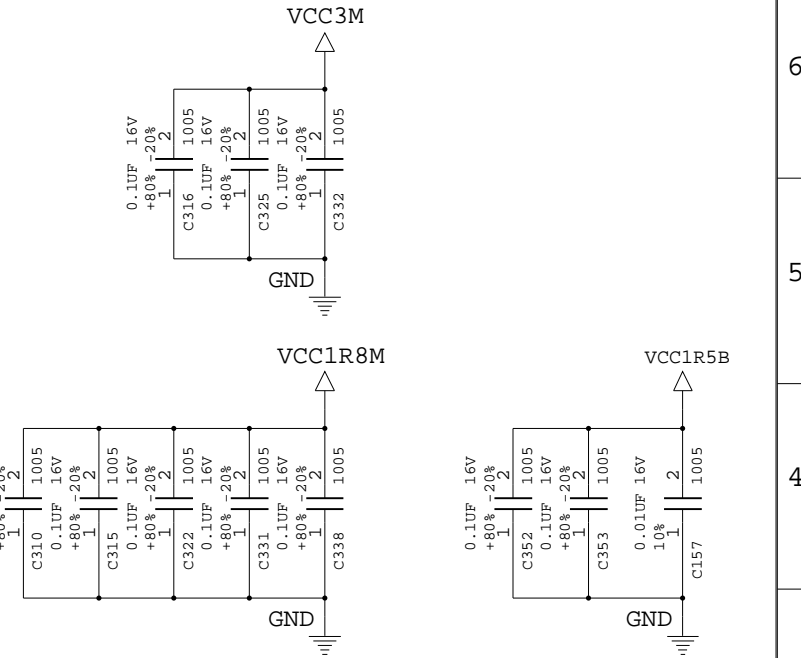 VCC3M
0.1UF 16V
+80% -20%
1 2
1005
C316
0.1UF 16V
+80% -20%
1 2
1005
C325
0.1UF 16V
+80% -20%
1 2
1005
C332
GND
6
5
4
VCC1R8M
+80% -20%
1 2
1005
C310
0.1UF 16V
+80% -20%
1 2
1005
C315
0.1UF 16V
+80% -20%
1 2
1005
C322
0.1UF 16V
+80% -20%
1 2
1005
C331
0.1UF 16V
+80% -20%
1 2
1005
C338
GND
VCC1R5B
0.1UF 16V
+80% -20%
1 2
1005
C352
0.1UF 16V
+80% -20%
1 2
1005
C353
0.01UF 16V
10%
1 2
1005
C157
GND